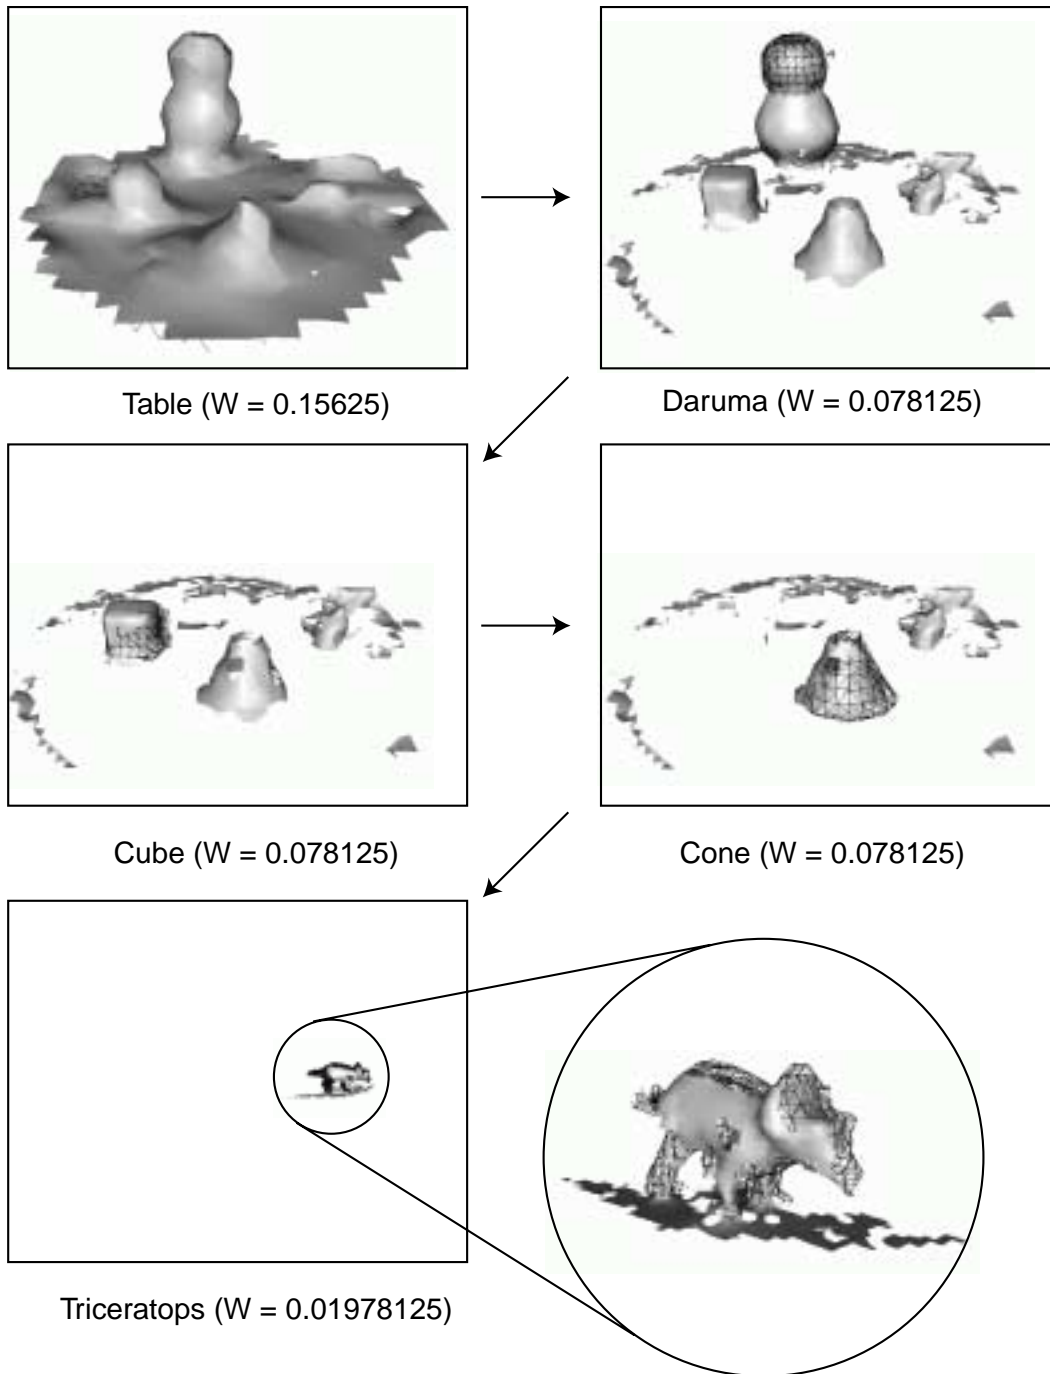 Table (W = 0.15625)
Daruma (W = 0.078125)
Cube (W = 0.078125)
Cone (W = 0.078125)
Triceratops (W = 0.01978125)